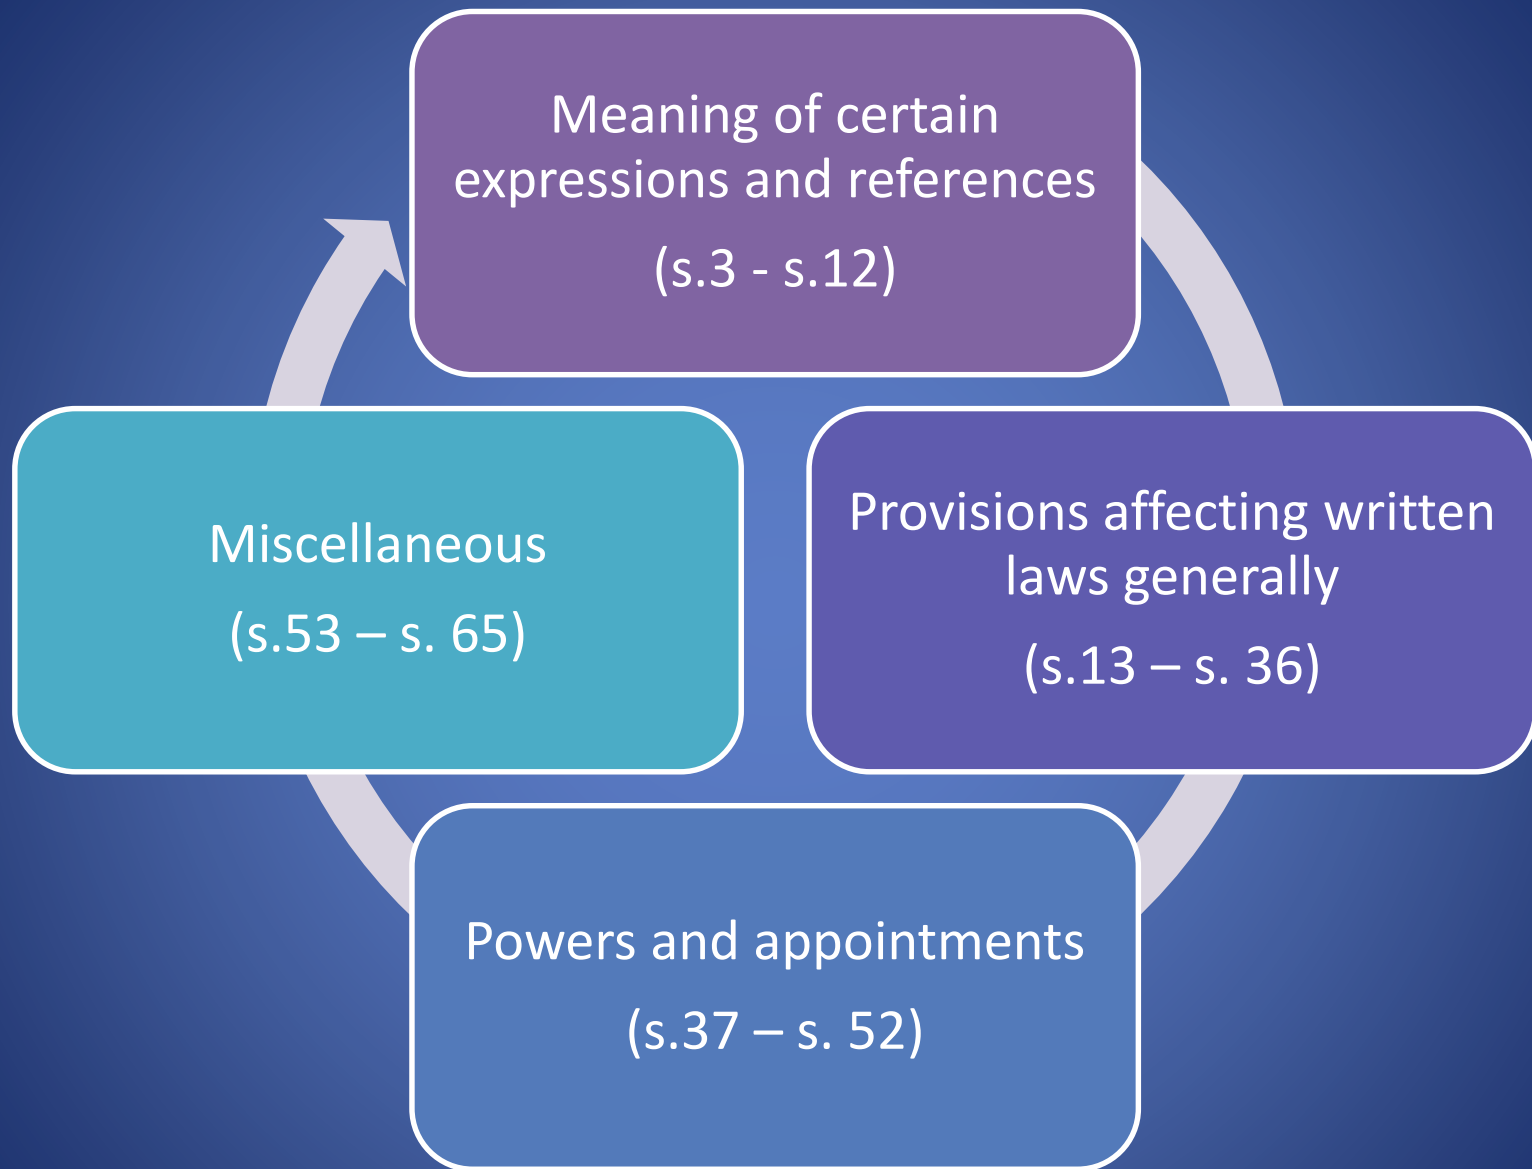 Meaning of certain
expressions and references
(s.3 - s.12)
Provisions affecting written
laws generally
(s.13 – s. 36)
Powers and appointments
(s.37 – s. 52)
Miscellaneous
(s.53 – s. 65)